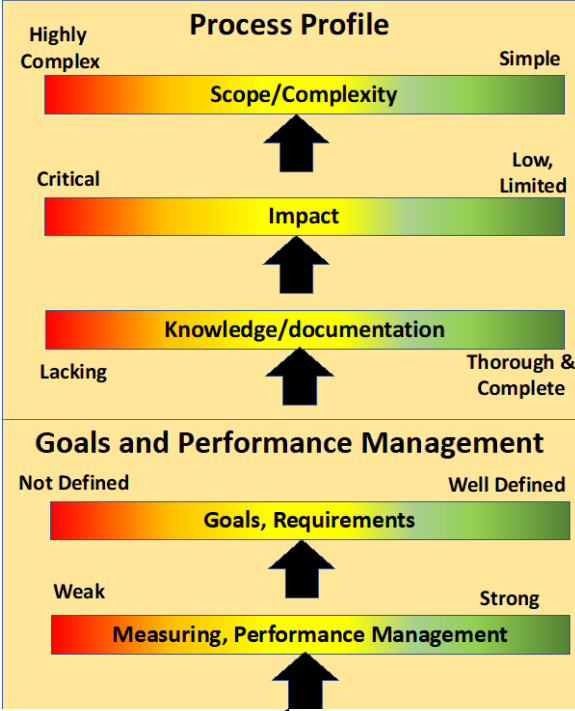 Process Profile
Highly
Complex
Simple
Scope/Complexity
Critical
Low,
Limited
Impact
Knowledge/documentation
Lacking
Thorough &
Complete
Goals and Performance Management
Not Defined
Well Defined
Goals, Requirements
Weak
Strong
Measuring, Performance Management